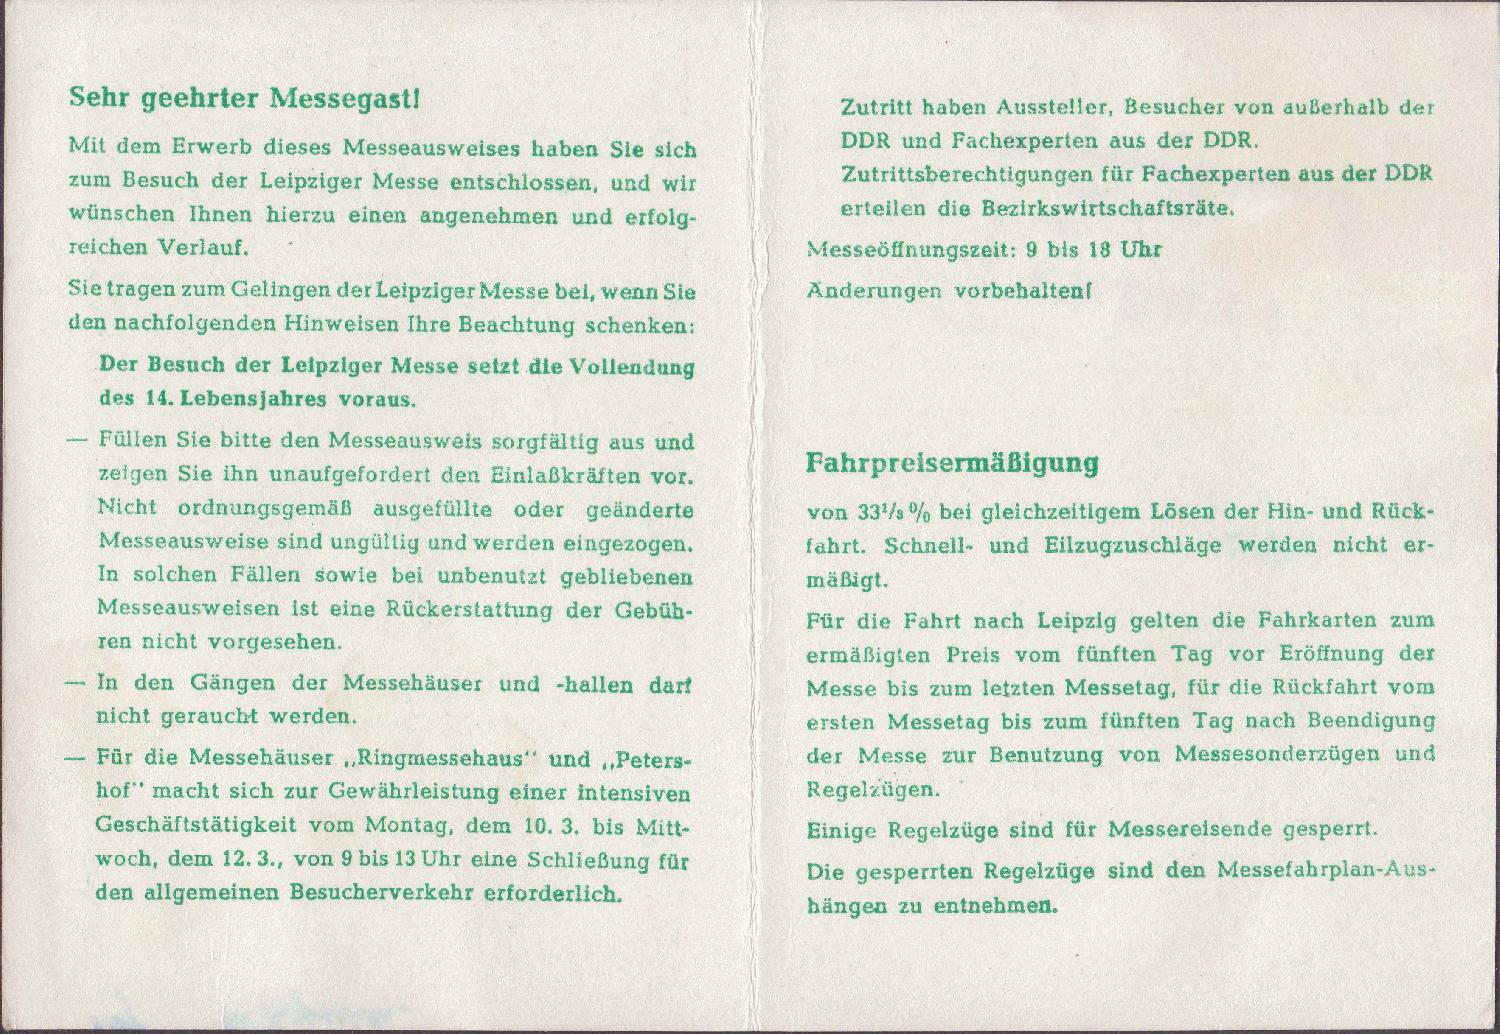 Sehr geehrter Messegast!
Mit dem Erwerb dieses Messeausweises haben Sie sich
zum Besuch der Leipziger Messe entschlossen, und wir
wünschen Ihnen hierzu einen angenehmen und erfolg-
reichen Verlauf.
Sie tragen zum Gelingen der Leipziger Messe bei, wenn Sie
den nachfolgenden Hinweisen Ihre Beachtung schenken:
Der Besuch der Leipziger Messe setzt die Vollendung
des 14. Lebensjahres voraus.
— Füllen Sie bitte den Messeausweis sorgfältig aus und
zeigen Sie ihn unaufgefordert den Einlaßkräften vor.
Nicht ordnungsgemäß ausgefüllte oder geänderte
Messeausweise sind ungültig und werden eingezogen.
In solchen Fällen sowie bei unbenutzt gebliebenen
Messeausweisen ist eine Rückerstattung der Gebüh-
ren nicht vorgesehen.
— In den Gängen der Messehäuser und -hallen darf
nicht geraucht werden.
— Für die Messehäuser „Ringmessehaus“ und „Peters-
hof“ macht sich zur Gewährleistung einer intensiven
Geschäftstätigkeit vom Montag, dem 10. 3. bis Mitt-
woch, dem 12. 3., von 9 bis 13 Uhr eine Schließung für
den allgemeinen Besucherverkehr erforderlich.
Zutritt haben Aussteller, Besucher von außerhalb der
DDR und Fachexperten aus der DDR.
Zutrittsberechtigungen für Fachexperten aus der DDR
erteilen die Bezirkswirtschaftsräte.
Messeöffnungszeit: 9 bis 18 Uhr
Änderungen vorbehalten!
Fahrpreisermäßigung
von 33¹/₃ % bei gleichzeitigem Lösen der Hin- und Rück-
fahrt. Schnell- und Eilzugzuschläge werden nicht er-
mäßigt.
Für die Fahrt nach Leipzig gelten die Fahrkarten zum
ermäßigten Preis vom fünften Tag vor Eröffnung der
Messe bis zum letzten Messetag, für die Rückfahrt vom
ersten Messetag bis zum fünften Tag nach Beendigung
der Messe zur Benutzung von Messesonderzügen und
Regelzügen.
Einige Regelzüge sind für Messereisende gesperrt.
Die gesperrten Regelzüge sind den Messefahrplan-Aus-
hängen zu entnehmen.